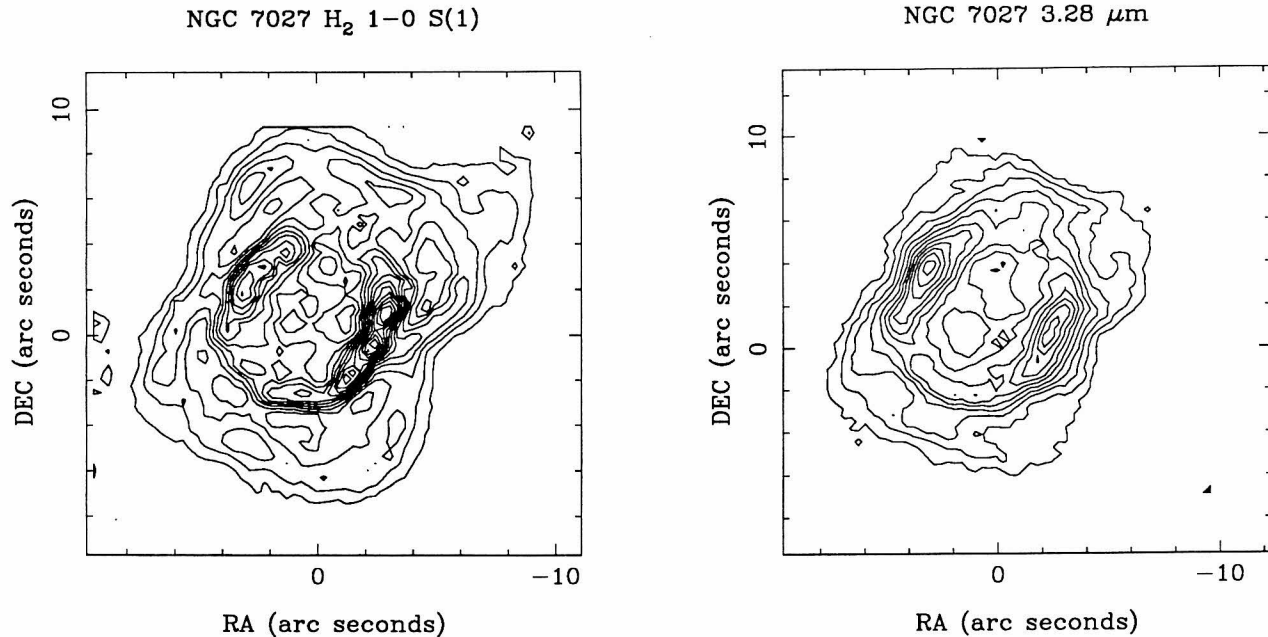 NGC 7027 H₂ 1−0 S(1)
10
0
DEC (arc seconds)
0
−10
RA (arc seconds)
NGC 7027 3.28 μm
10
0
DEC (arc seconds)
0
−10
RA (arc seconds)